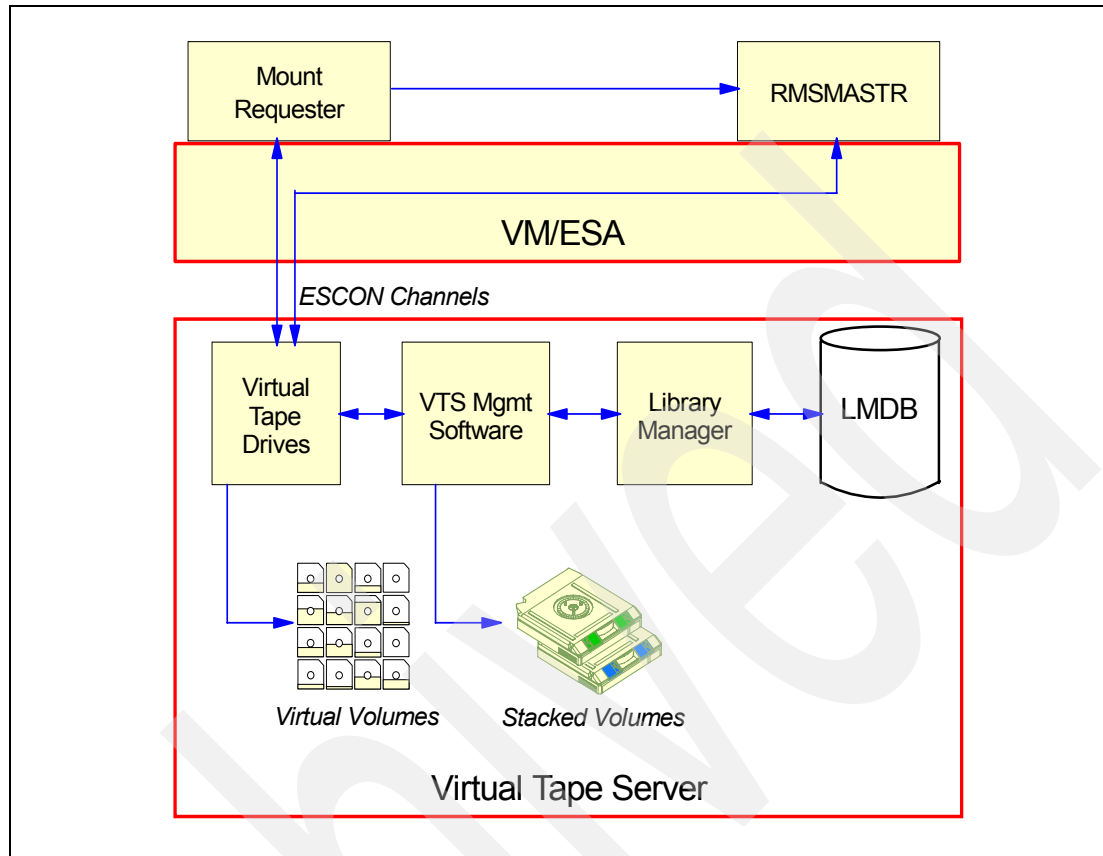 Mount
Requester
RMSMASTR
VM/ESA
ESCON Channels
Virtual
Tape
Drives
VTS Mgmt
Software
Library
Manager
LMDB
Virtual Volumes
Stacked Volumes
Virtual Tape Server